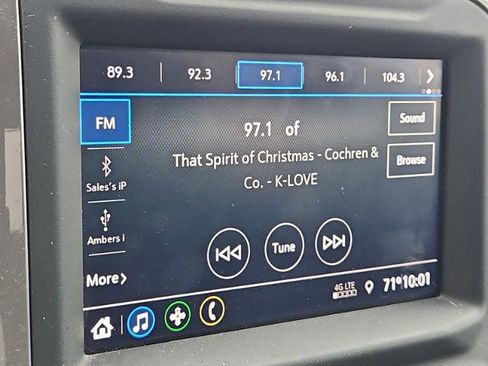 89.3 92.3 97.1 96.1 104.3
FM
97.1 of
Sound
That Spirit of Christmas - Cochren &
Co. - K-LOVE
Browse
Sales's iP
Ambers i
Tune
More
4G LTE
71° 10:01